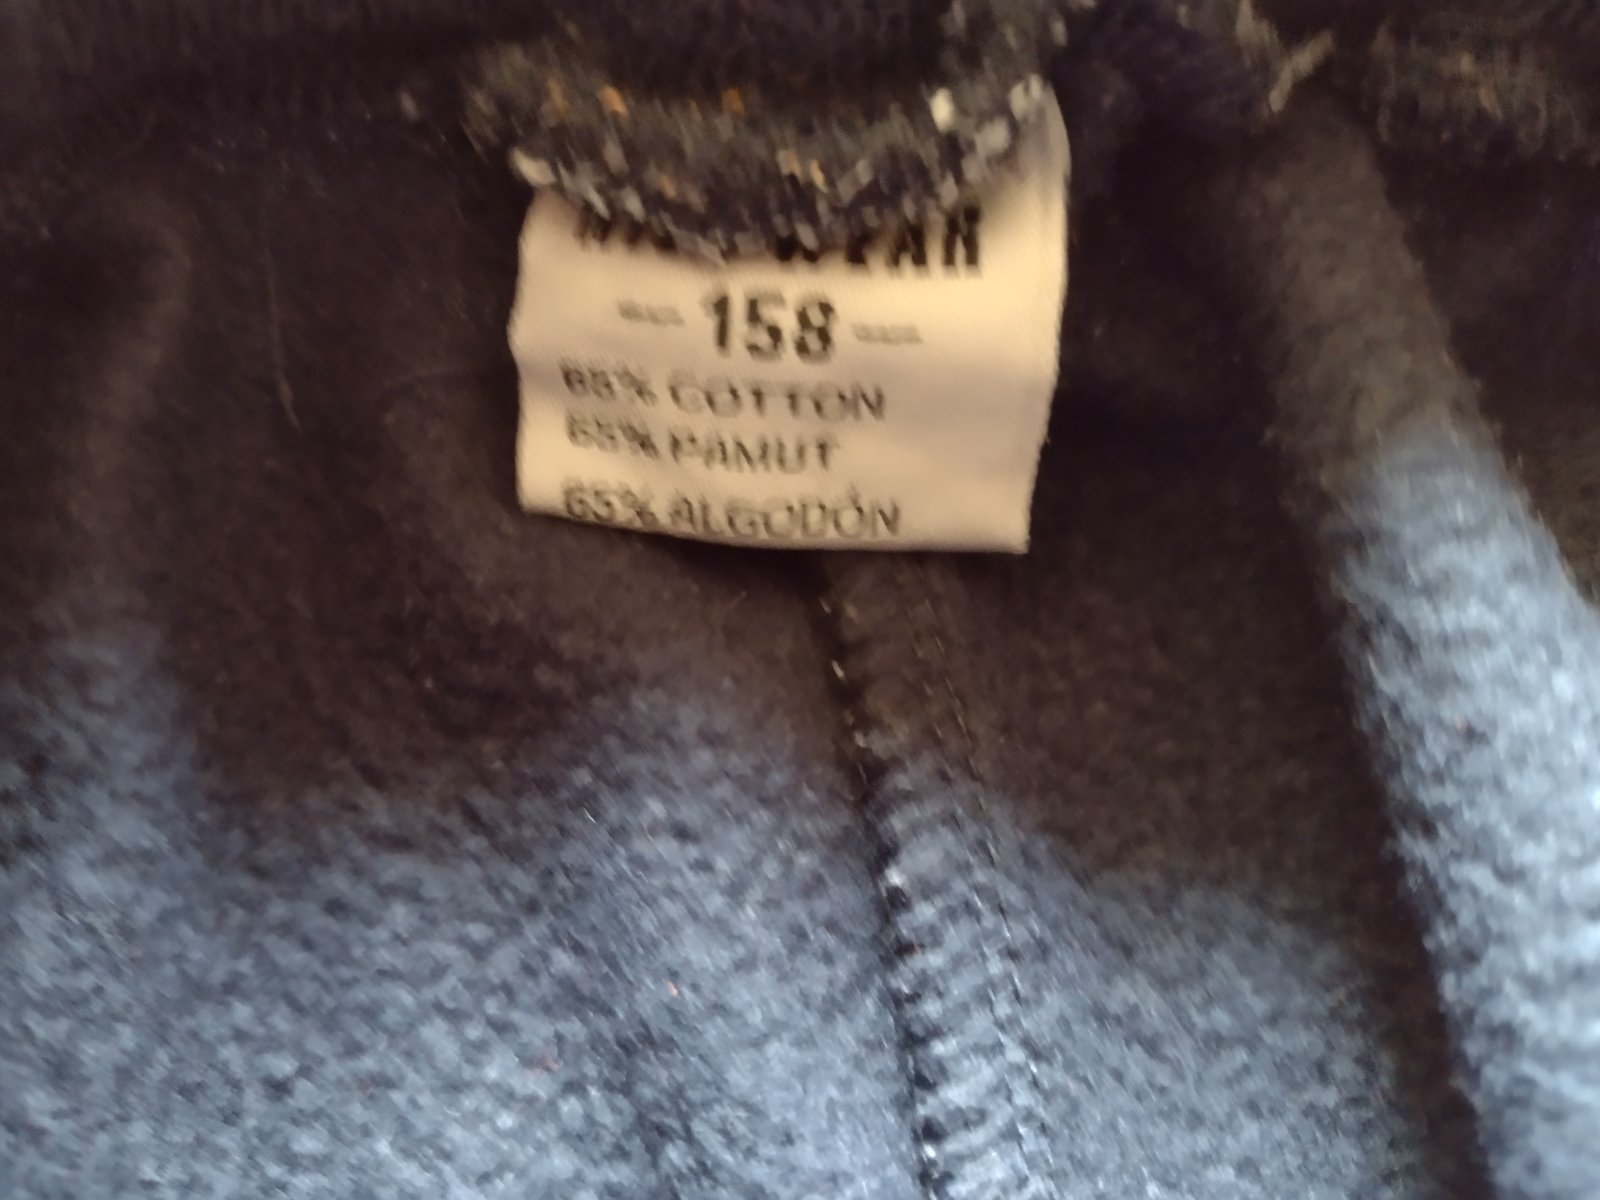 - 158 -
65% COTTON
65% PAMUT
65% ALGODÓN